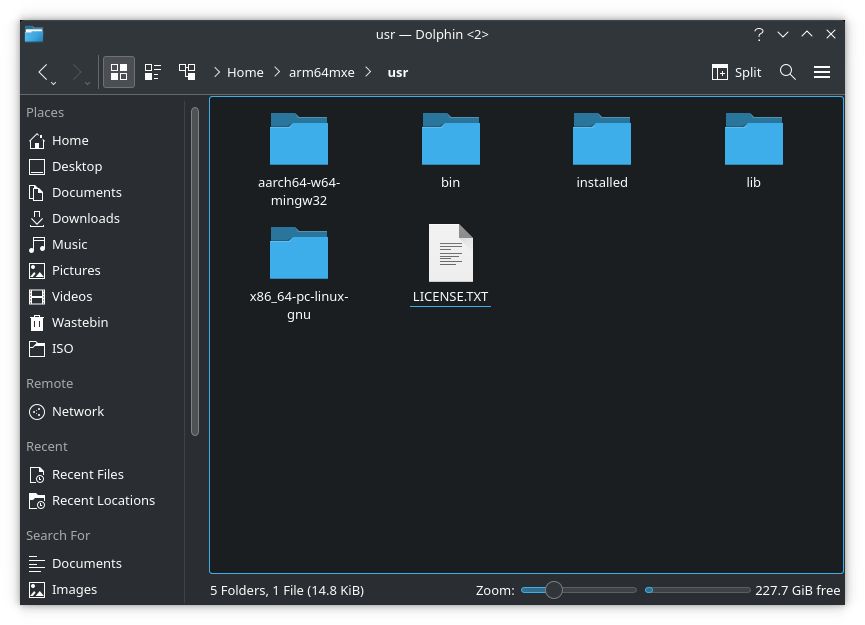 usr — Dolphin <2>
Home
arm64mxe
usr
Split
Places
Home
Desktop
Documents
Downloads
Music
Pictures
Videos
Wastebin
ISO
Remote
Network
Recent
Recent Files
Recent Locations
Search For
Documents
Images
aarch64-w64-
mingw32
bin
installed
lib
x86_64-pc-linux-
gnu
LICENSE.TXT
5 Folders, 1 File (14.8 KiB)
Zoom:
227.7 GiB free